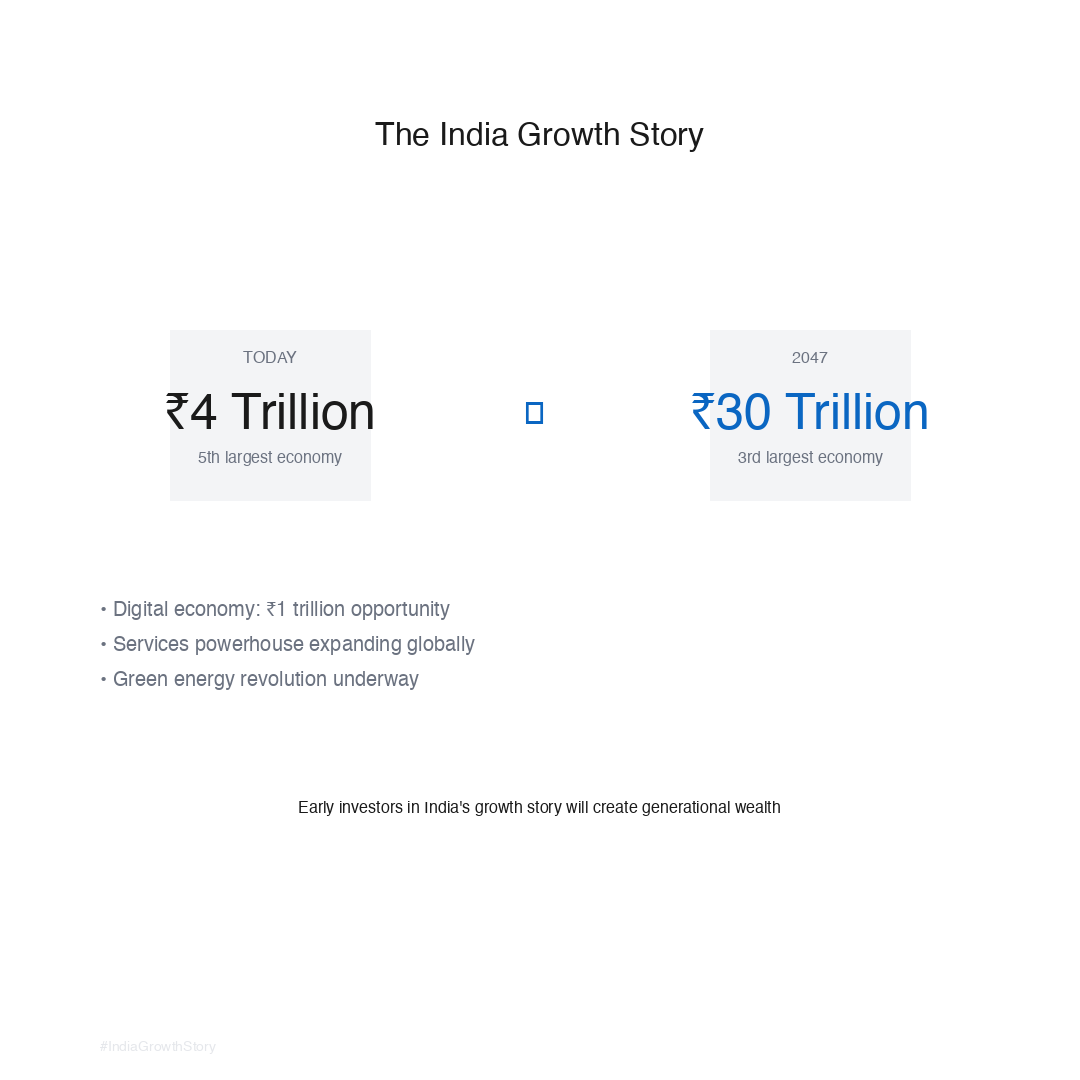 The India Growth Story
TODAY
₹4 Trillion
5th largest economy
2047
₹30 Trillion
3rd largest economy
• Digital economy: ₹1 trillion opportunity
• Services powerhouse expanding globally
• Green energy revolution underway
Early investors in India's growth story will create generational wealth
#IndiaGrowthStory